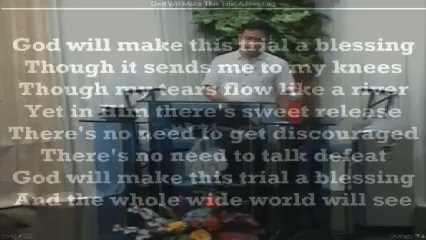 God Will Make This Trial A Blessing
God will make this trial a blessing
Though it sends me to my knees
Though my tears flow like a river
Yet in Him there's sweet release
There's no need to get discouraged
There's no need to talk defeat
God will make this trial a blessing
And the whole wide world will see